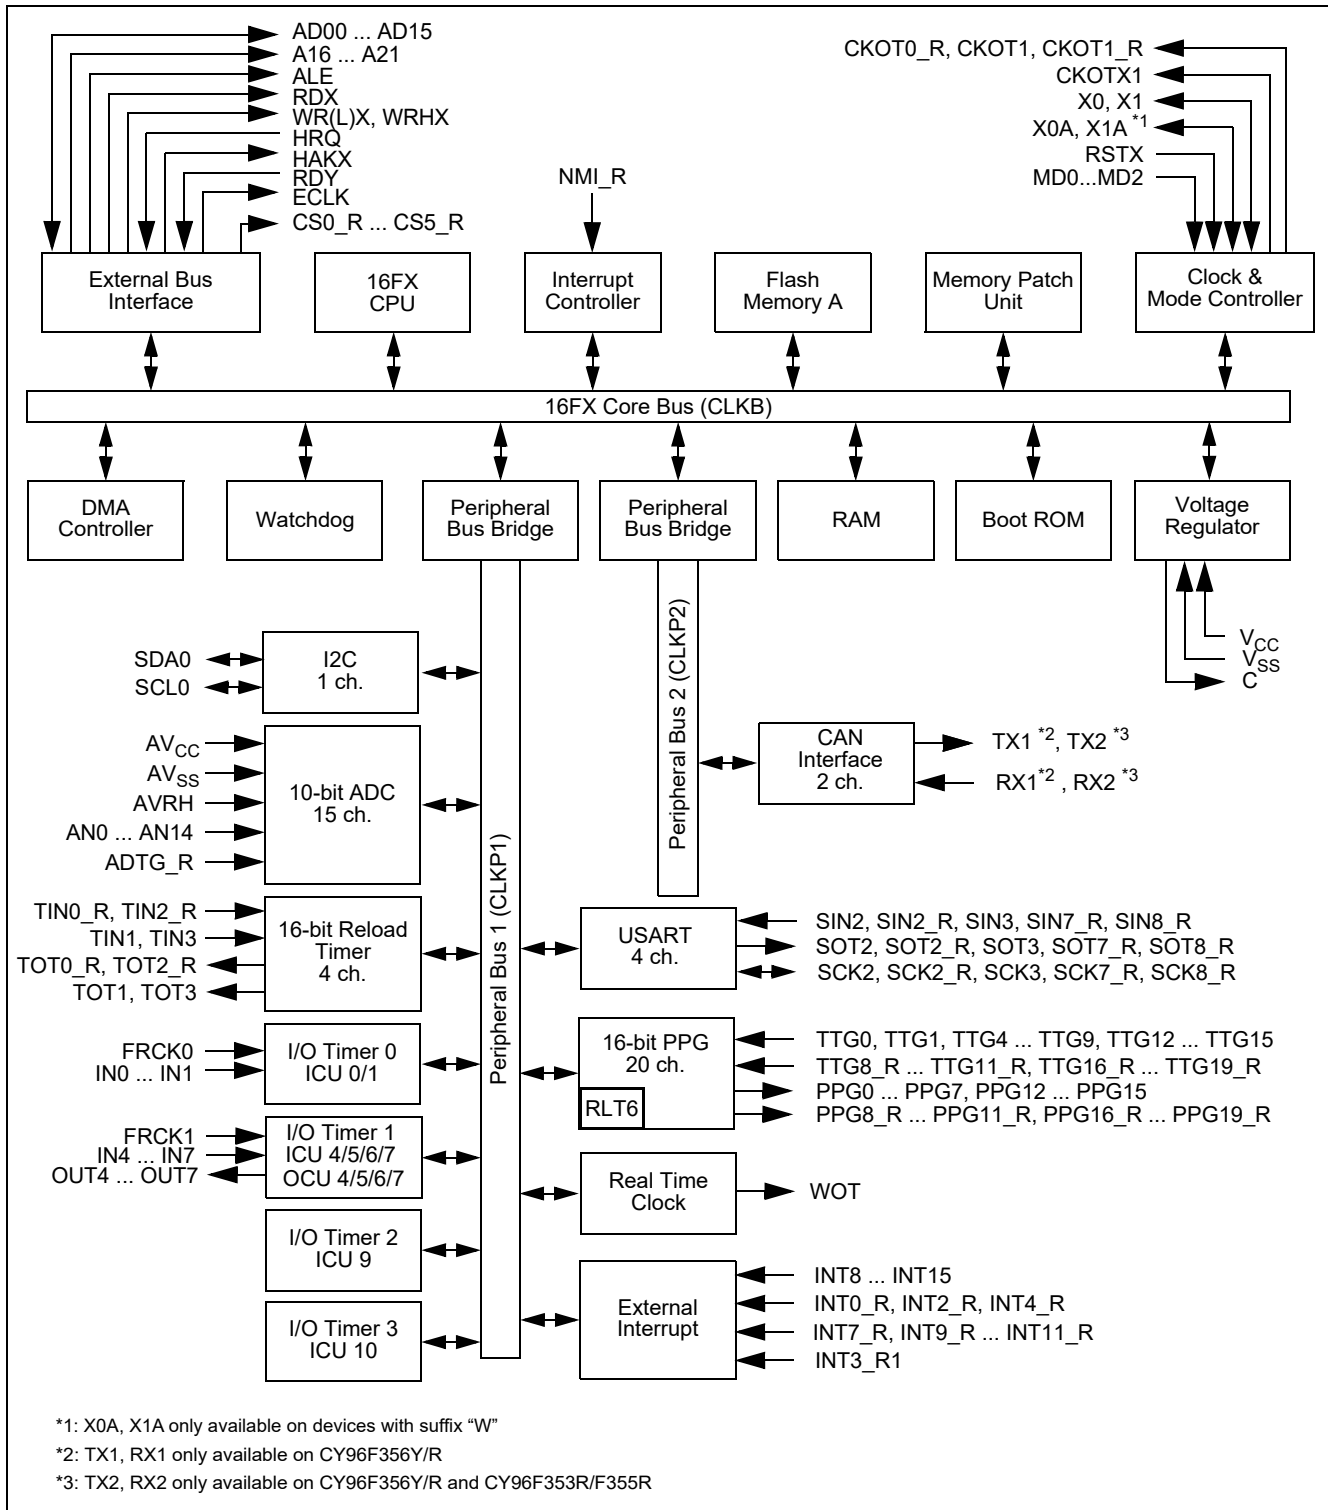 AD00 ... AD15
A16 ... A21
ALE
RDX
WR(L)X, WRHX
HRQ
HAKX
RDY
ECLK
CS0_R ... CS5_R
NMI_R
CKOT0_R, CKOT1, CKOT1_R
CKOTX1
X0, X1
X0A, X1A *1
RSTX
MD0...MD2
External Bus
Interface
16FX
CPU
Interrupt
Controller
Flash
Memory A
Memory Patch
Unit
Clock &
Mode Controller
16FX Core Bus (CLKB)
DMA
Controller
Watchdog
Peripheral
Bus Bridge
Peripheral
Bus Bridge
RAM
Boot ROM
Voltage
Regulator
VCC
VSS
C
Peripheral Bus 1 (CLKP1)
Peripheral Bus 2 (CLKP2)
SDA0
SCL0
I2C
1 ch.
AVCC
AVSS
AVRH
AN0 ... AN14
ADTG_R
10-bit ADC
15 ch.
TIN0_R, TIN2_R
TIN1, TIN3
TOT0_R, TOT2_R
TOT1, TOT3
16-bit Reload
Timer
4 ch.
FRCK0
IN0 ... IN1
I/O Timer 0
ICU 0/1
FRCK1
IN4 ... IN7
OUT4 ... OUT7
I/O Timer 1
ICU 4/5/6/7
OCU 4/5/6/7
I/O Timer 2
ICU 9
I/O Timer 3
ICU 10
CAN
Interface
2 ch.
TX1 *2, TX2 *3
RX1*2 , RX2 *3
USART
4 ch.
SIN2, SIN2_R, SIN3, SIN7_R, SIN8_R
SOT2, SOT2_R, SOT3, SOT7_R, SOT8_R
SCK2, SCK2_R, SCK3, SCK7_R, SCK8_R
16-bit PPG
20 ch.
RLT6
TTG0, TTG1, TTG4 ... TTG9, TTG12 ... TTG15
TTG8_R ... TTG11_R, TTG16_R ... TTG19_R
PPG0 ... PPG7, PPG12 ... PPG15
PPG8_R ... PPG11_R, PPG16_R ... PPG19_R
Real Time
Clock
WOT
External
Interrupt
INT8 ... INT15
INT0_R, INT2_R, INT4_R
INT7_R, INT9_R ... INT11_R
INT3_R1
*1: X0A, X1A only available on devices with suffix “W”
*2: TX1, RX1 only available on CY96F356Y/R
*3: TX2, RX2 only available on CY96F356Y/R and CY96F353R/F355R